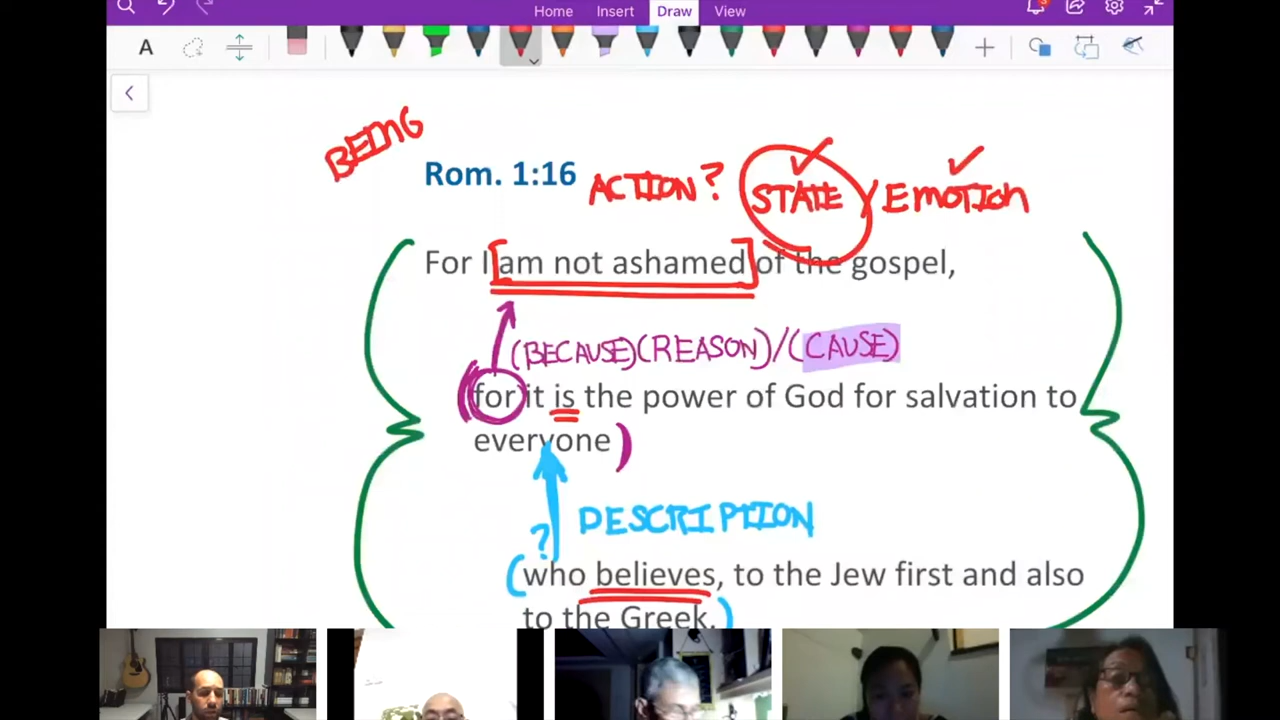 Home Insert Draw View
A
BEING
Rom. 1:16 ACTION? STATE / EMOTION
For I [am not ashamed] of the gospel,
(BECAUSE)(REASON)/(CAUSE)
(for it is the power of God for salvation to
everyone)
? DESCRIPTION
(who believes, to the Jew first and also
to the Greek.)